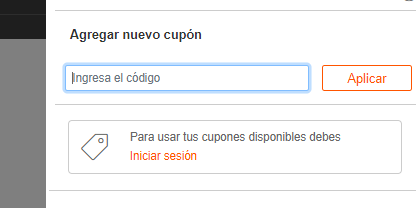 Agregar nuevo cupón
Ingresa el código
Aplicar
Para usar tus cupones disponibles debes
Iniciar sesión